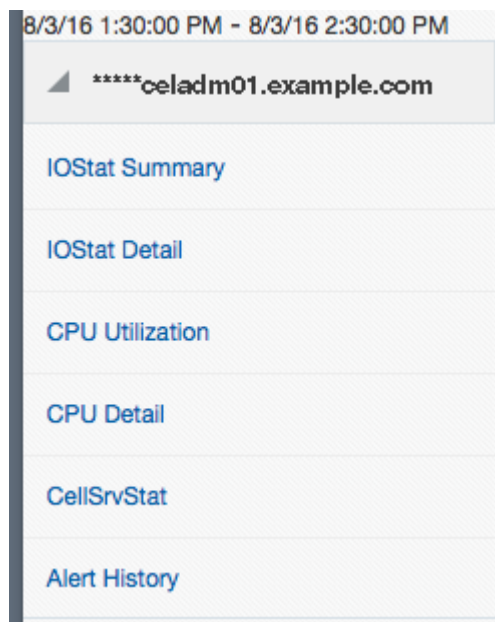 8/3/16 1:30:00 PM - 8/3/16 2:30:00 PM
*****celadm01.example.com
IOStat Summary
IOStat Detail
CPU Utilization
CPU Detail
CellSrvStat
Alert History